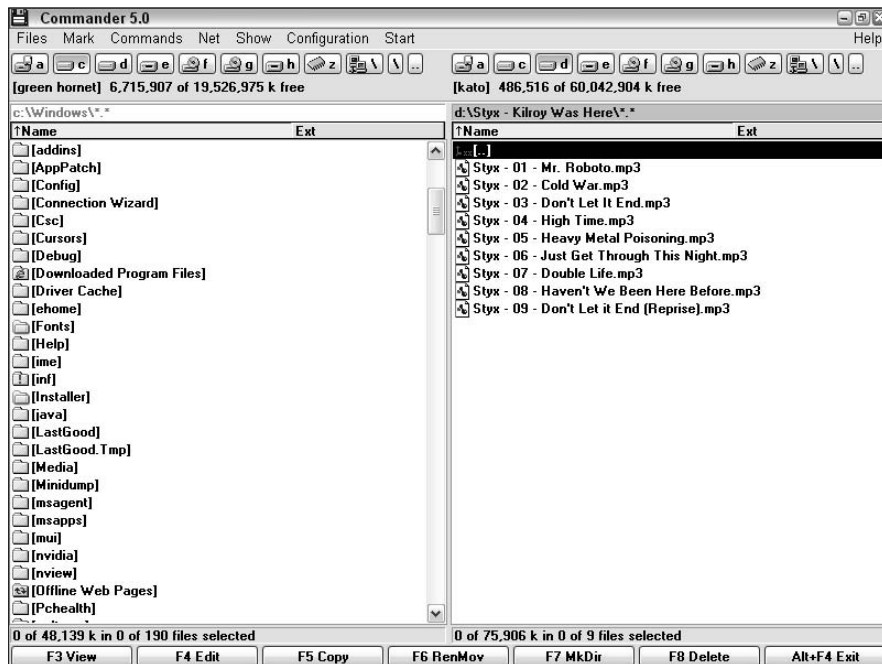 Commander 5.0
Files Mark Commands Net Show Configuration Start Help
a c d e f g h z \ \ .. a c d e f g h z \ \ ..
[green hornet] 6,715,907 of 19,526,975 k free
[kato] 486,516 of 60,042,904 k free
c:\Windows\*.*
↑Name Ext
[addins]
[AppPatch]
[Config]
[Connection Wizard]
[Csc]
[Cursors]
[Debug]
[Downloaded Program Files]
[Driver Cache]
[ehome]
[Fonts]
[Help]
[ime]
[inf]
[Installer]
[java]
[LastGood]
[LastGood.Tmp]
[Media]
[Minidump]
[msagent]
[msapps]
[mui]
[nvidia]
[nview]
[Offline Web Pages]
[Pchealth]
0 of 48,139 k in 0 of 190 files selected
d:\Styx - Kilroy Was Here\*.*
↑Name Ext
[..]
Styx - 01 - Mr. Roboto.mp3
Styx - 02 - Cold War.mp3
Styx - 03 - Don't Let It End.mp3
Styx - 04 - High Time.mp3
Styx - 05 - Heavy Metal Poisoning.mp3
Styx - 06 - Just Get Through This Night.mp3
Styx - 07 - Double Life.mp3
Styx - 08 - Haven't We Been Here Before.mp3
Styx - 09 - Don't Let it End (Reprise).mp3
0 of 75,906 k in 0 of 9 files selected
F3 View F4 Edit F5 Copy F6 RenMov F7 MkDir F8 Delete Alt+F4 Exit